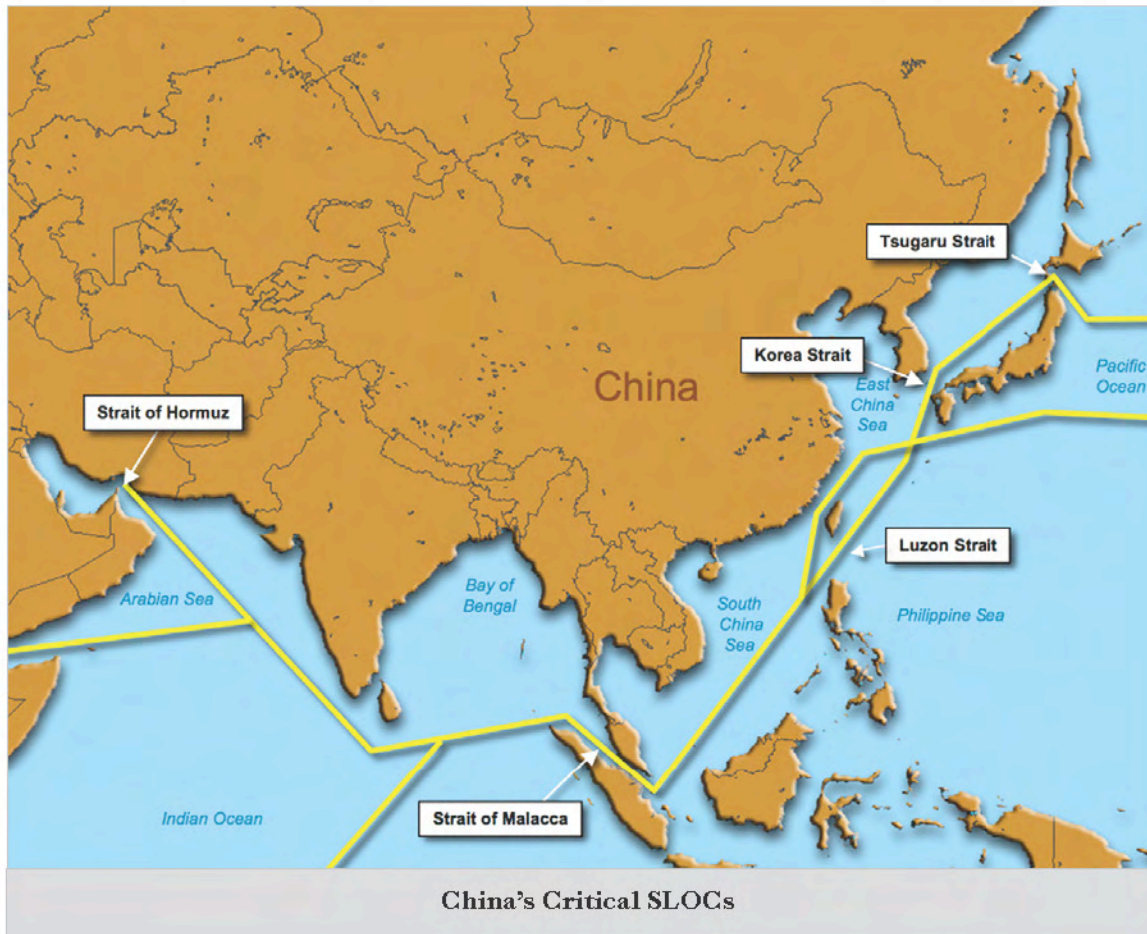 Tsugaru Strait
Korea Strait
Pacific
Ocean
East
China
Sea
China
Strait of Hormuz
Luzon Strait
Arabian Sea
Bay of
Bengal
South
China
Sea
Philippine Sea
Strait of Malacca
Indian Ocean
China's Critical SLOCs